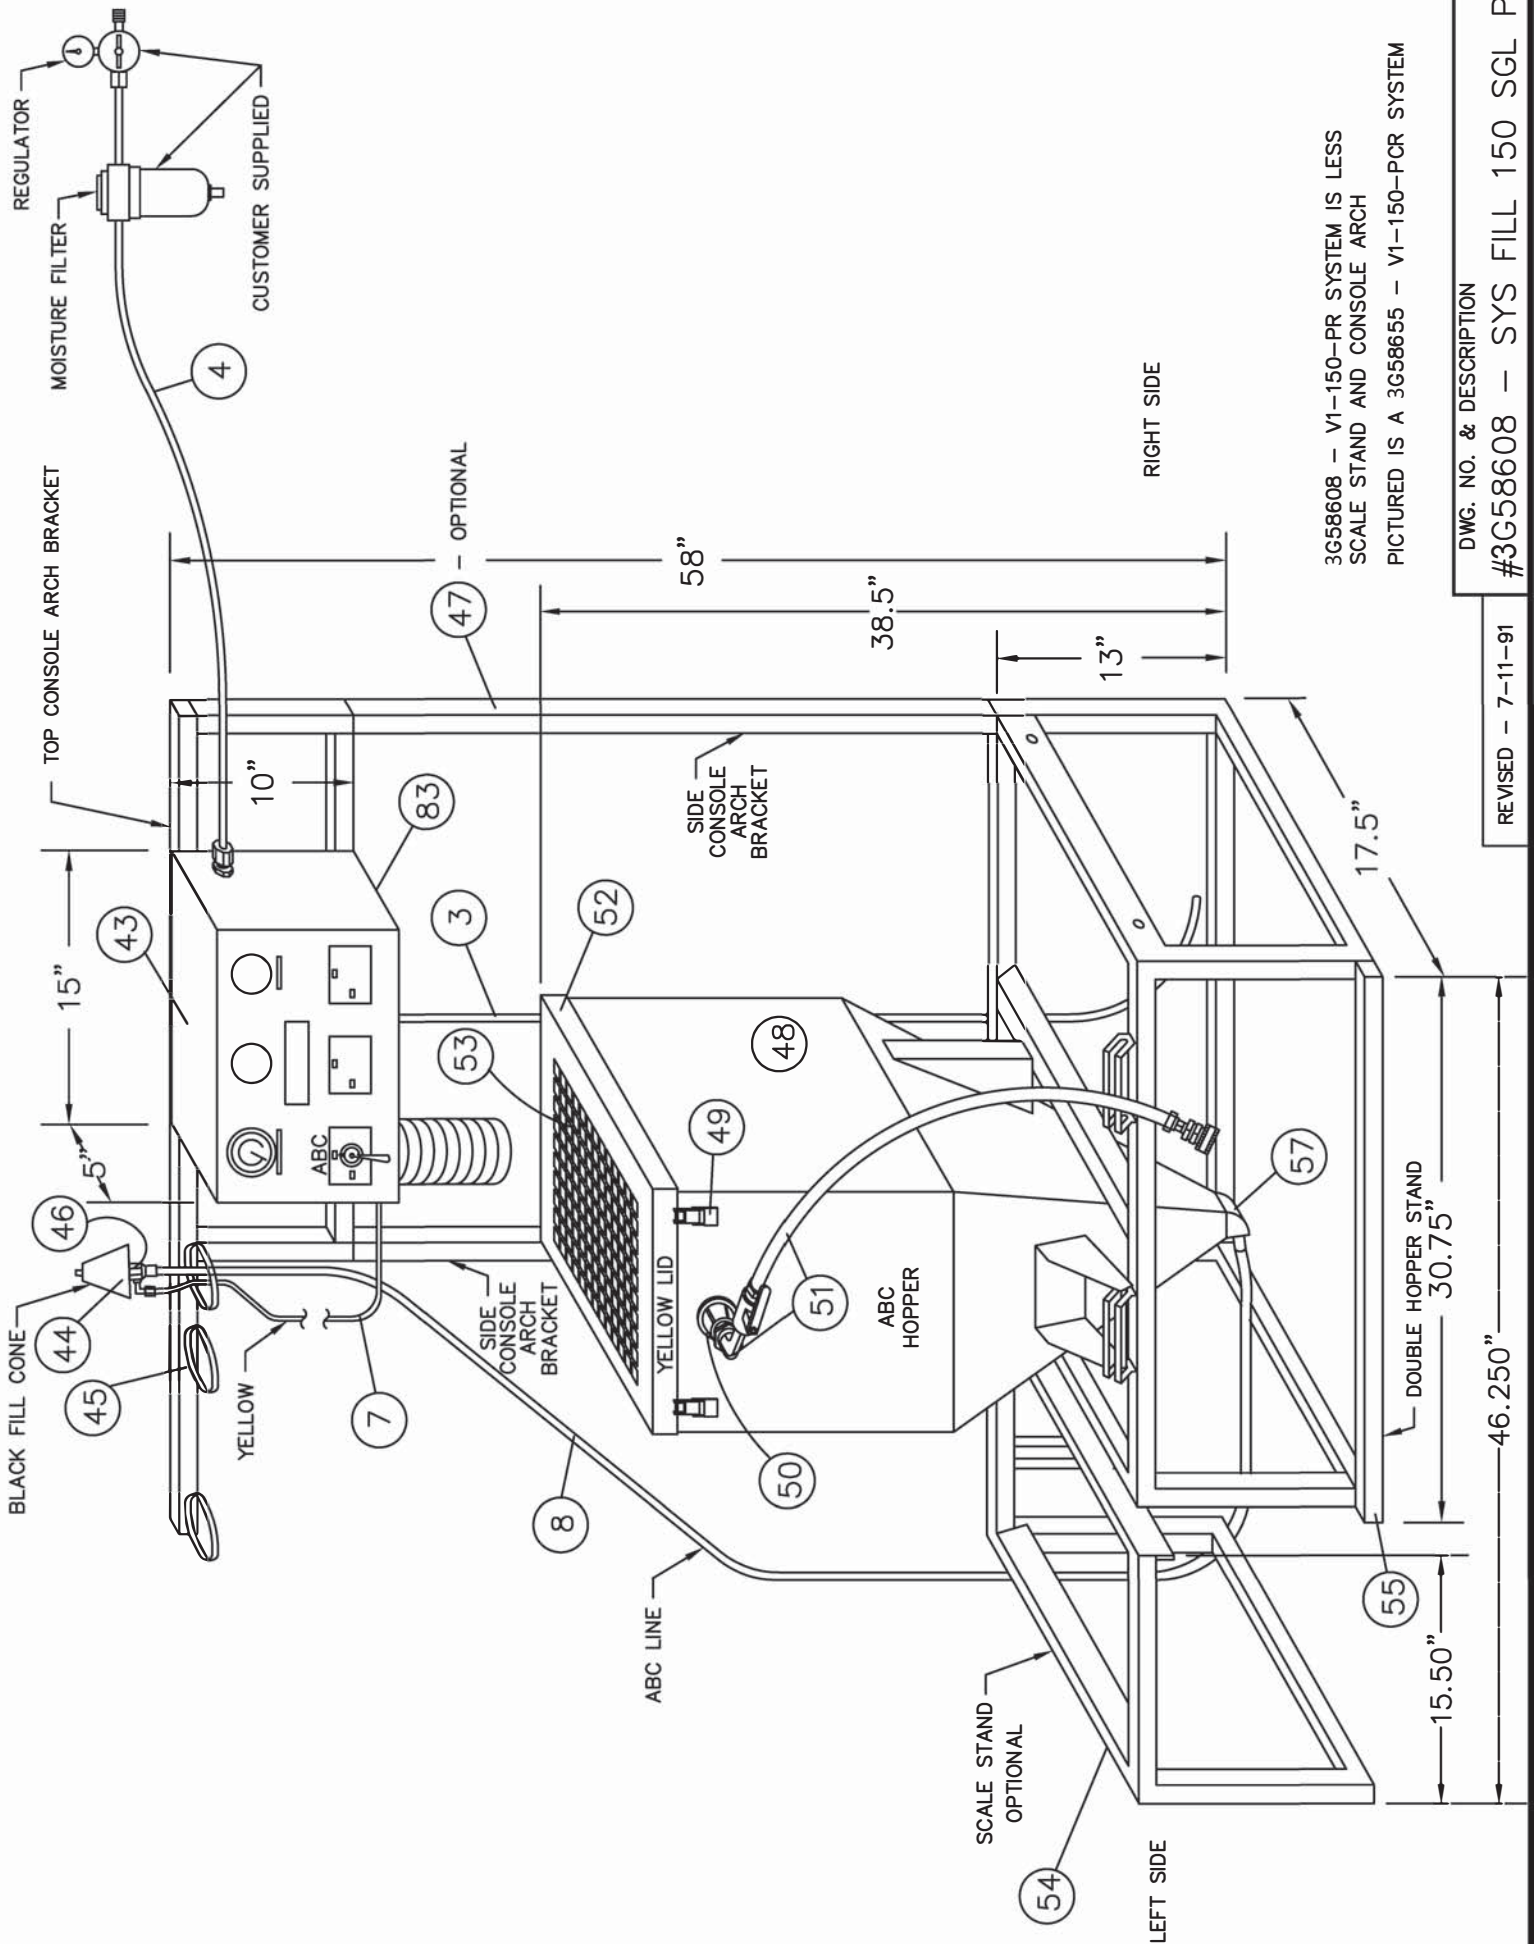 REGULATOR
MOISTURE FILTER
CUSTOMER SUPPLIED
4
TOP CONSOLE ARCH BRACKET
47 - OPTIONAL
58"
38.5"
13"
RIGHT SIDE
10"
15"
5"
43
83
3
52
53
48
49
SIDE
CONSOLE
ARCH
BRACKET
ABC
BLACK FILL CONE
46
44
45
YELLOW
7
SIDE
CONSOLE
ARCH
BRACKET
8
ABC LINE
YELLOW LID
ABC
HOPPER
50
51
57
DOUBLE HOPPER STAND
17.5"
30.75"
46.250"
15.50"
55
SCALE STAND
OPTIONAL
54
LEFT SIDE
3G58608 - V1-150-PR SYSTEM IS LESS
SCALE STAND AND CONSOLE ARCH
PICTURED IS A 3G58655 - V1-150-PCR SYSTEM
REVISED - 7-11-91
DWG. NO. & DESCRIPTION
#3G58608 - SYS FILL 150 SGL P